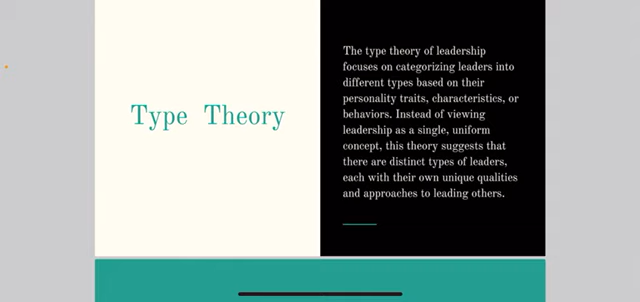 Type Theory
The type theory of leadership
focuses on categorizing leaders into
different types based on their
personality traits, characteristics, or
behaviors. Instead of viewing
leadership as a single, uniform
concept, this theory suggests that
there are distinct types of leaders,
each with their own unique qualities
and approaches to leading others.